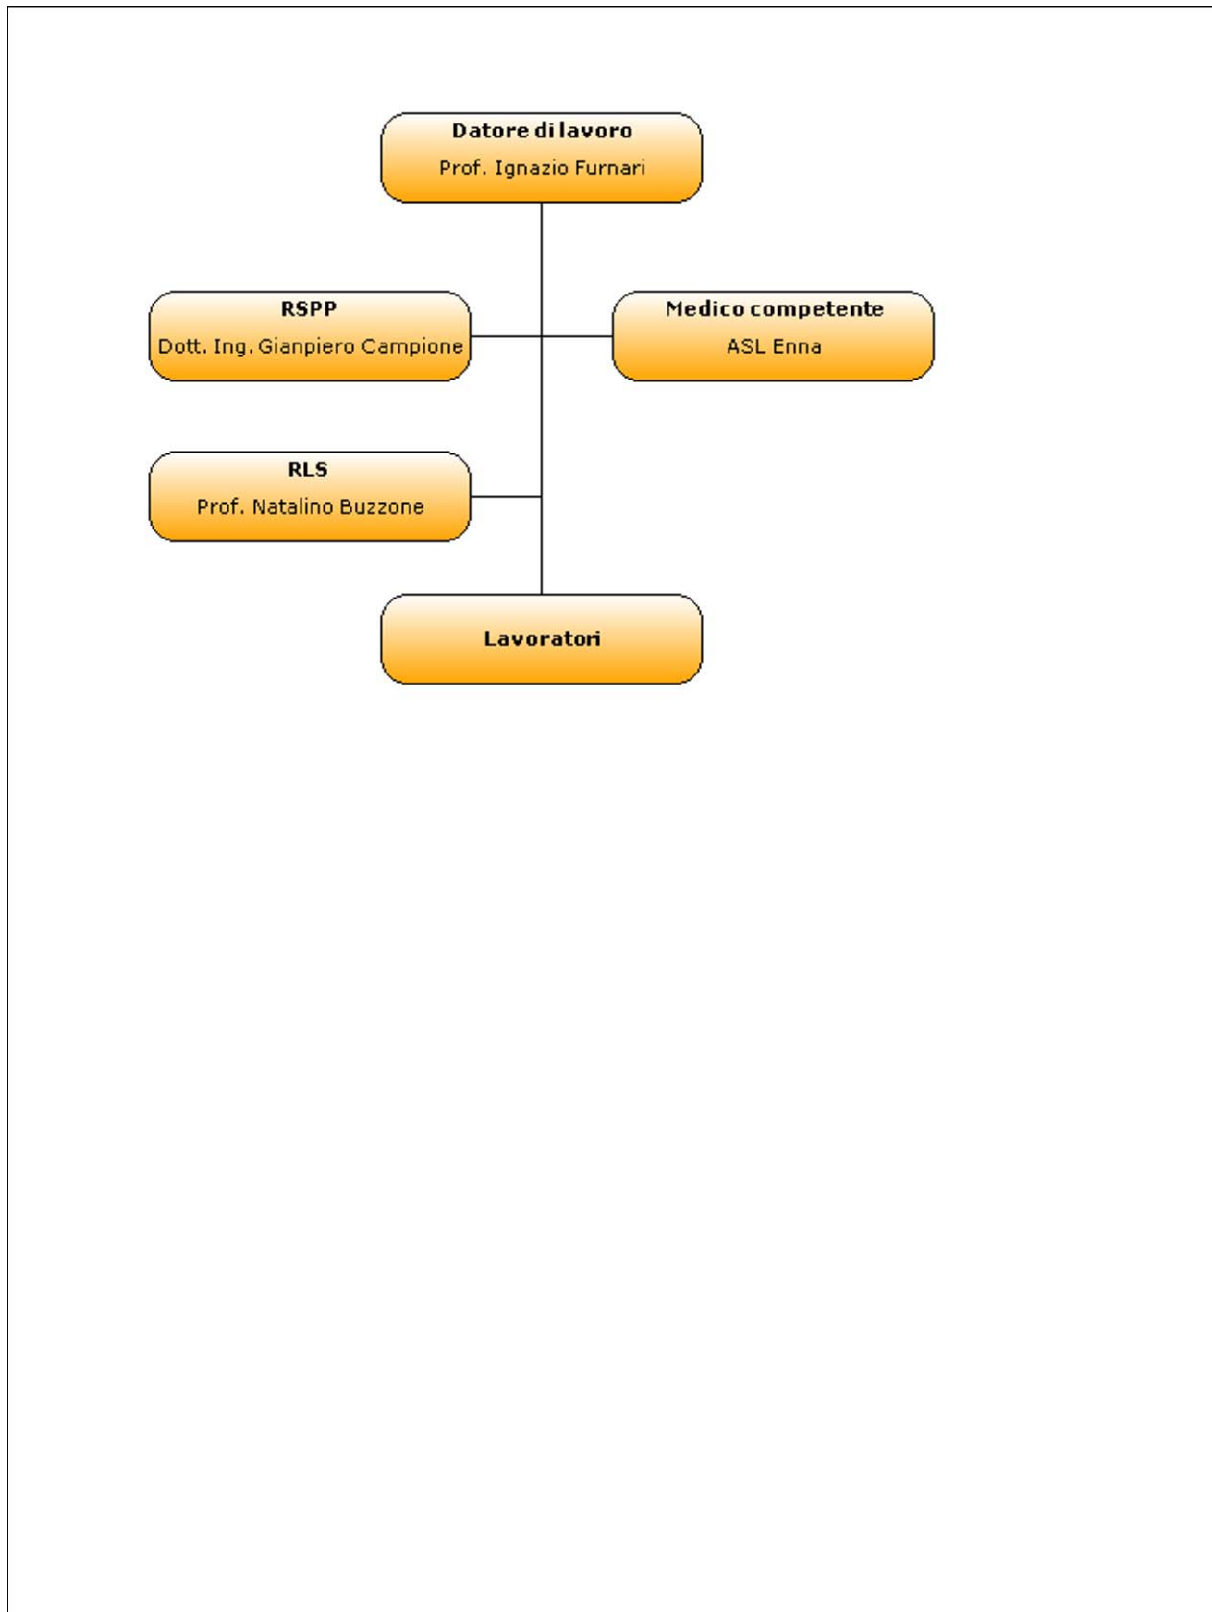 Datore di lavoro
Prof. Ignazio Furnari
RSPP
Dott. Ing. Gianpiero Campione
Medico competente
ASL Enna
RLS
Prof. Natalino Buzzone
Lavoratori